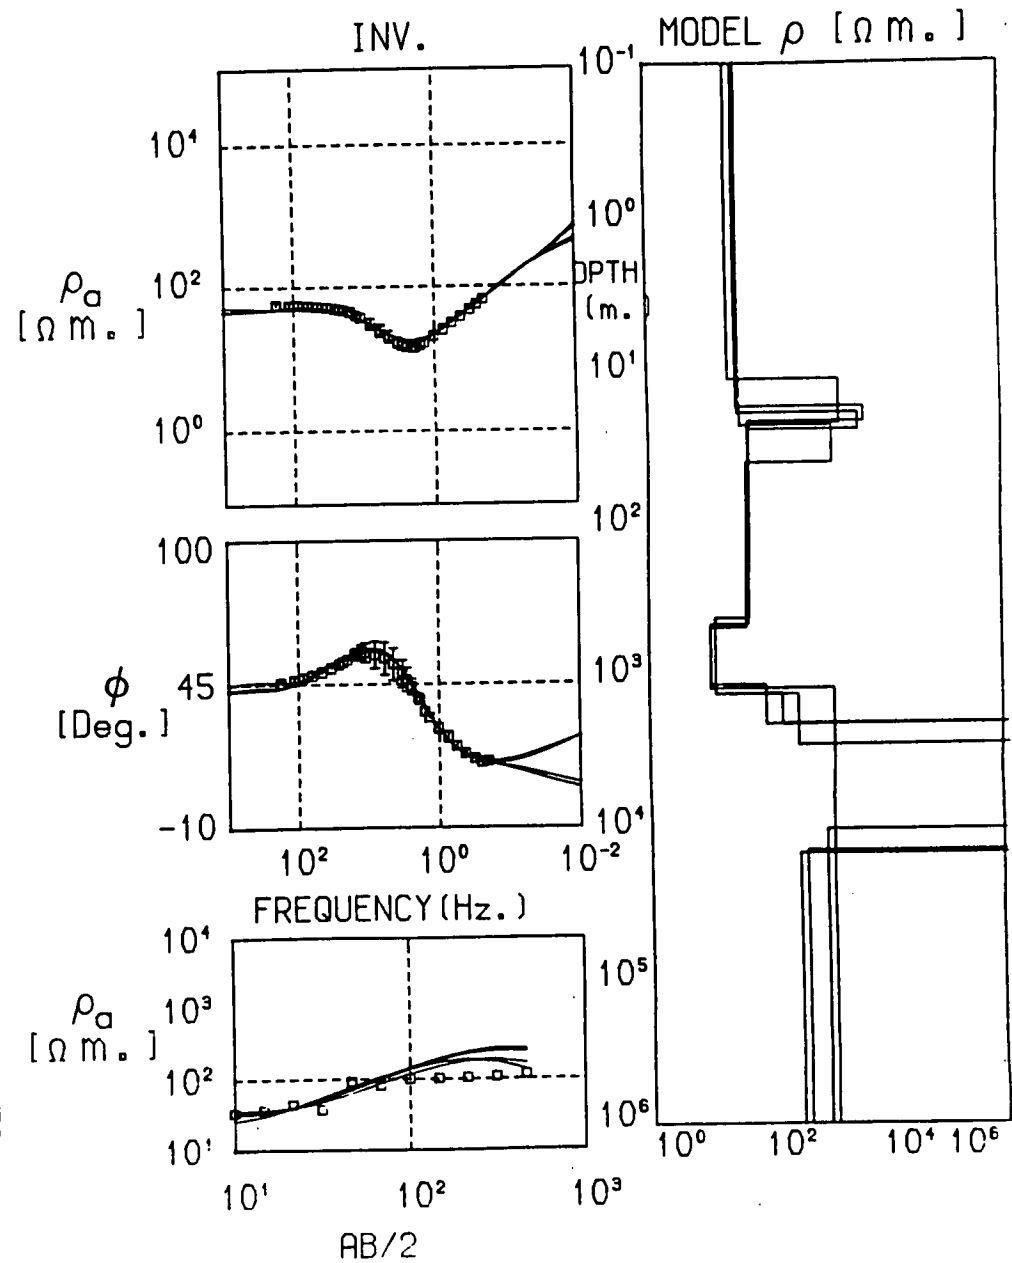 INV.
MODEL ρ [Ω m.]
10⁴
10²
10⁰
ρa
[Ω m.]
10⁻¹
10⁰
DPTH
(m.)
10¹
10²
10³
10⁴
10⁵
10⁶
100
45
-10
φ
[Deg.]
10² 10⁰ 10⁻²
FREQUENCY(Hz.)
10⁴
10³
10²
10¹
ρa
[Ω m.]
10¹ 10² 10³
AB/2
10⁰ 10² 10⁴ 10⁶